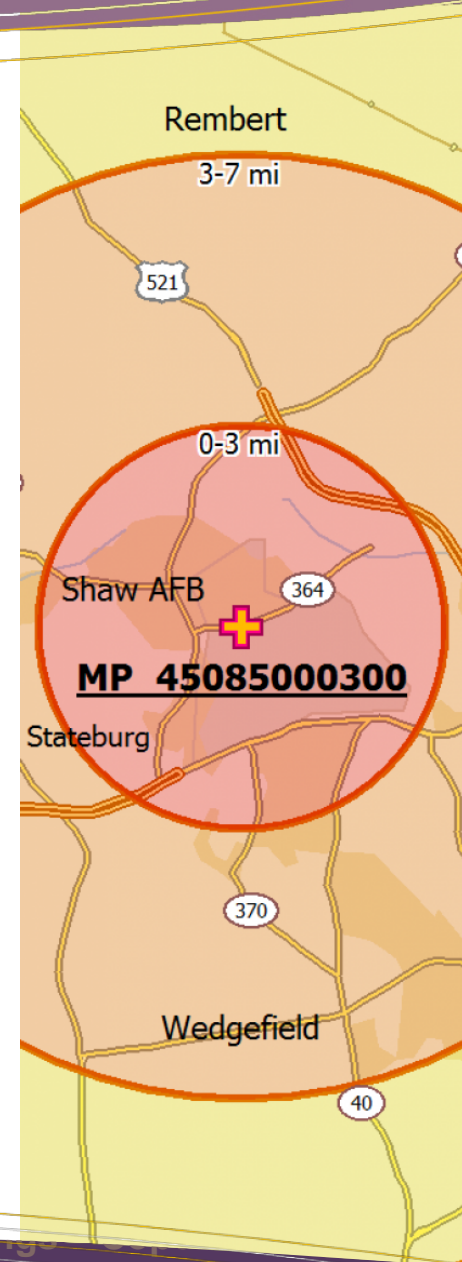 Rembert
3-7 mi
521
0-3 mi
Shaw AFB
364
MP 45085000300
Stateburg
370
Wedgefield
40